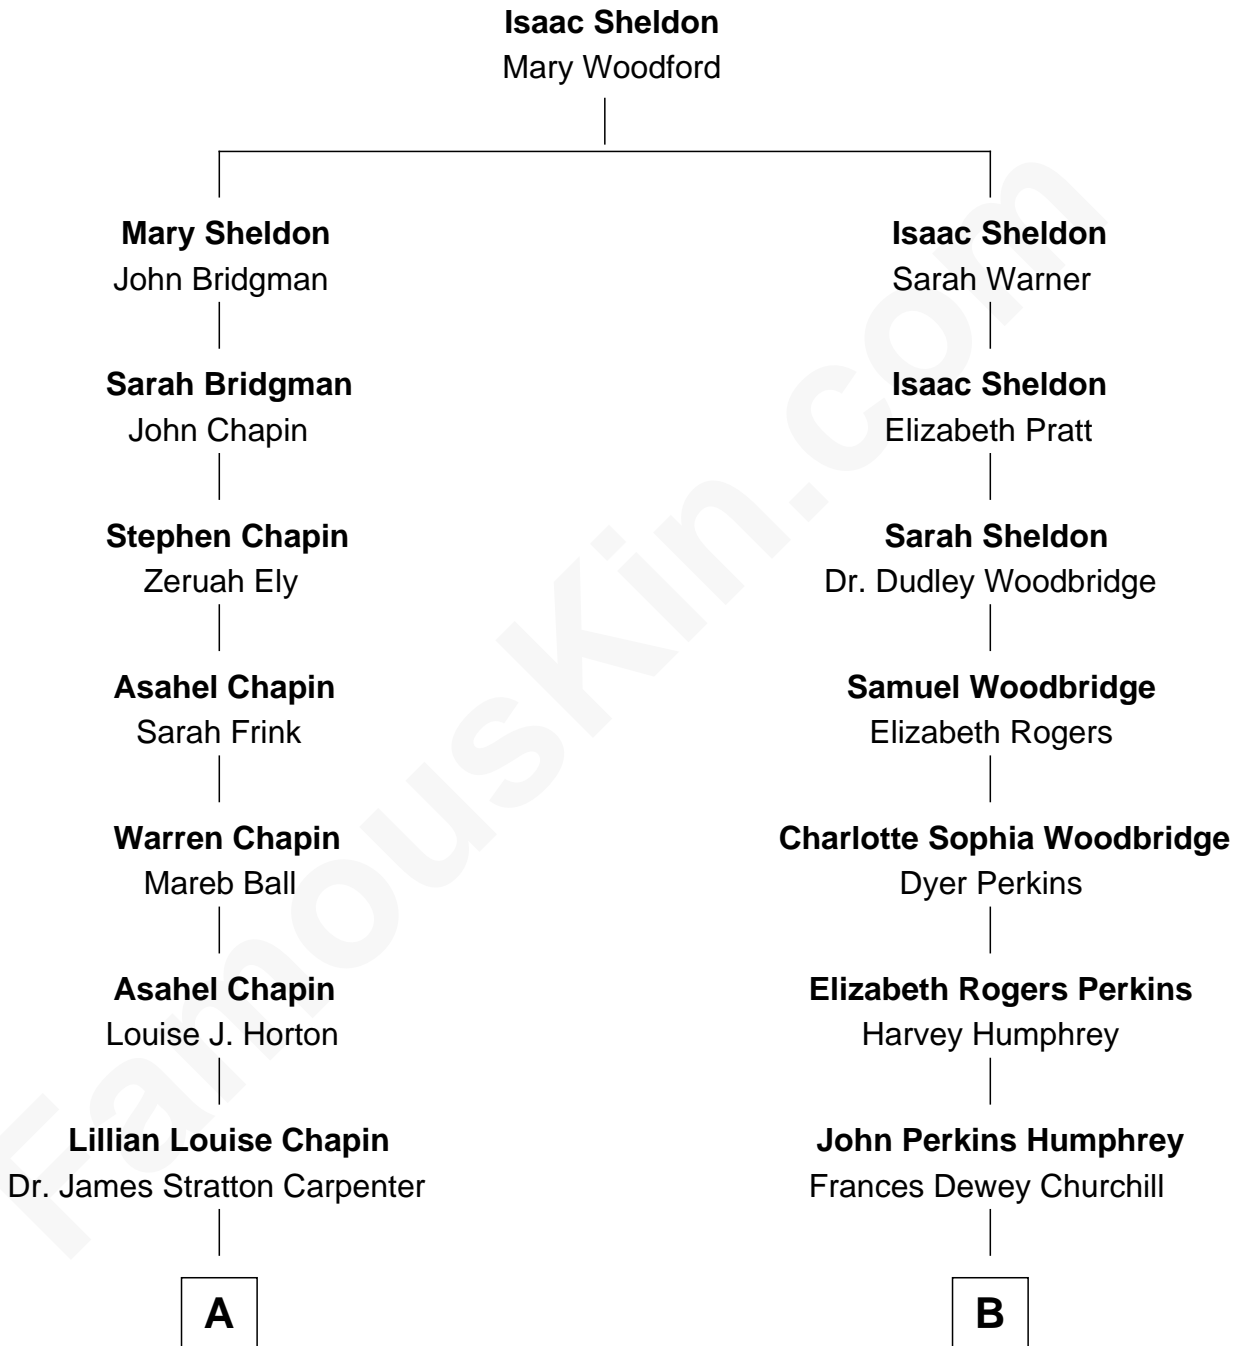 Isaac Sheldon
Mary Woodford
Mary Sheldon
John Bridgman
Isaac Sheldon
Sarah Warner
Sarah Bridgman
John Chapin
Isaac Sheldon
Elizabeth Pratt
Stephen Chapin
Zeruah Ely
Sarah Sheldon
Dr. Dudley Woodbridge
Asahel Chapin
Sarah Frink
Samuel Woodbridge
Elizabeth Rogers
Warren Chapin
Mareb Ball
Charlotte Sophia Woodbridge
Dyer Perkins
Asahel Chapin
Louise J. Horton
Elizabeth Rogers Perkins
Harvey Humphrey
Lillian Louise Chapin
Dr. James Stratton Carpenter
John Perkins Humphrey
Frances Dewey Churchill
A
B
FamousKin.com